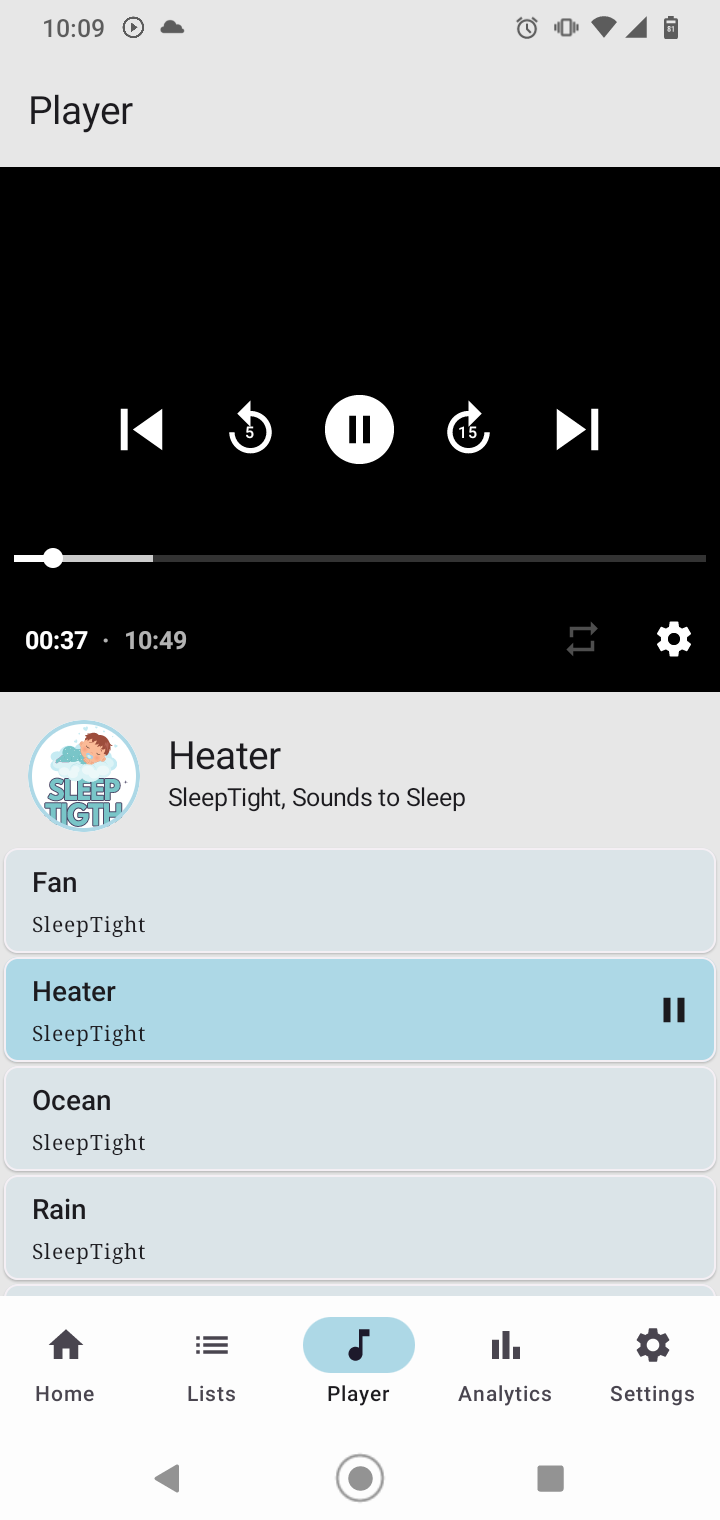 10:09
81
Player
5
15
00:37 · 10:49
SLEEP
TIGTH
Heater
SleepTight, Sounds to Sleep
Fan
SleepTight
Heater
SleepTight
Ocean
SleepTight
Rain
SleepTight
Home
Lists
Player
Analytics
Settings